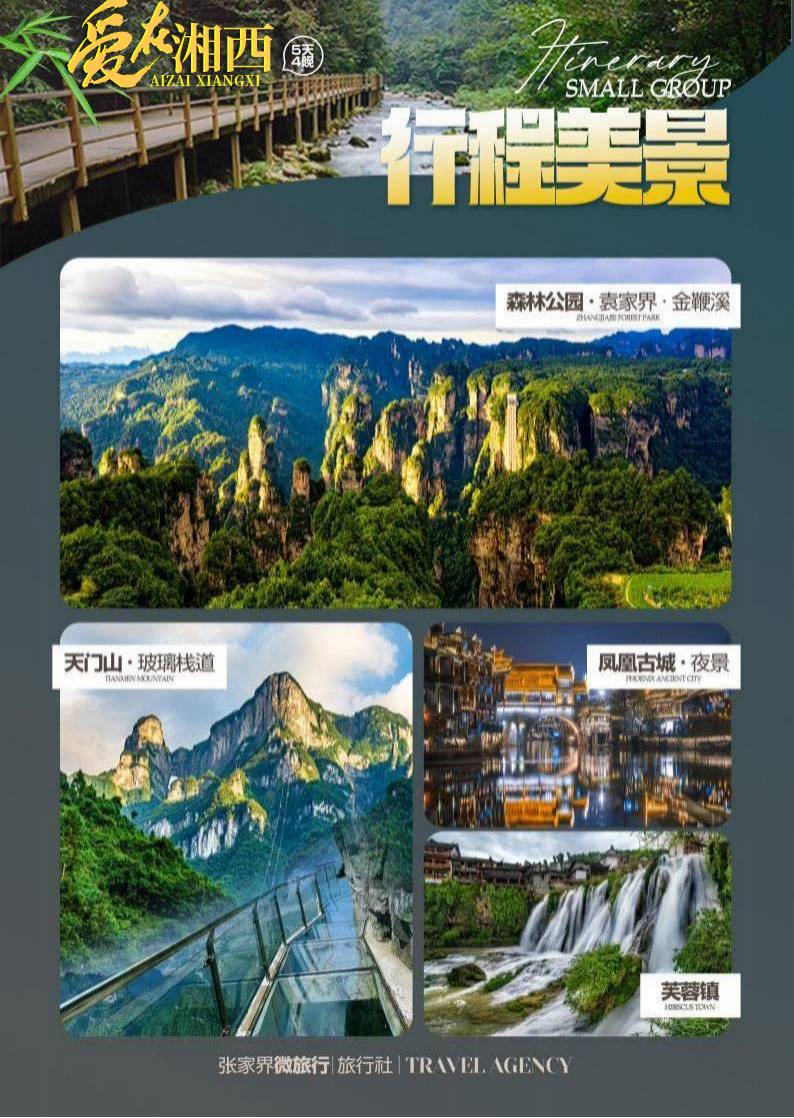 爱在湘西
AIZAI XIANGXI
5天
4晚
Itinerary
SMALL GROUP
行程美景
森林公园·袁家界·金鞭溪
ZHANGJIAJIE FOREST PARK
天门山·玻璃栈道
TIANMEN MOUNTAIN
凤凰古城·夜景
PHOENIX ANCIENT CITY
芙蓉镇
HIBISCUS TOWN
张家界微旅行|旅行社|TRAVEL AGENCY